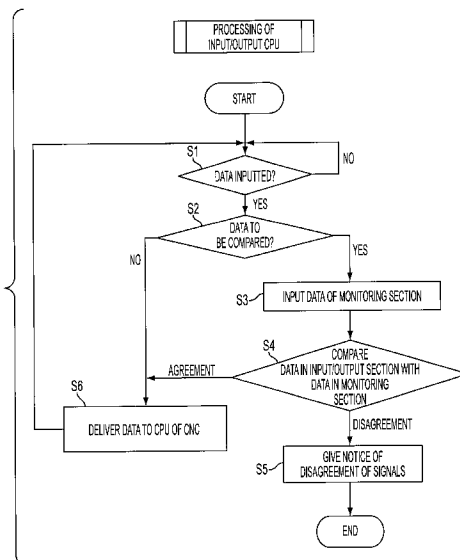 PROCESSING OF
INPUT/OUTPUT CPU
START
S1
DATA INPUTTED?
NO
YES
S2
DATA TO
BE COMPARED?
NO
YES
S3
INPUT DATA OF MONITORING SECTION
S4
COMPARE
DATA IN INPUT/OUTPUT SECTION WITH
DATA IN MONITORING
SECTION
AGREEMENT
S6
DELIVER DATA TO CPU OF CNC
DISAGREEMENT
S5
GIVE NOTICE OF
DISAGREEMENT OF SIGNALS
END